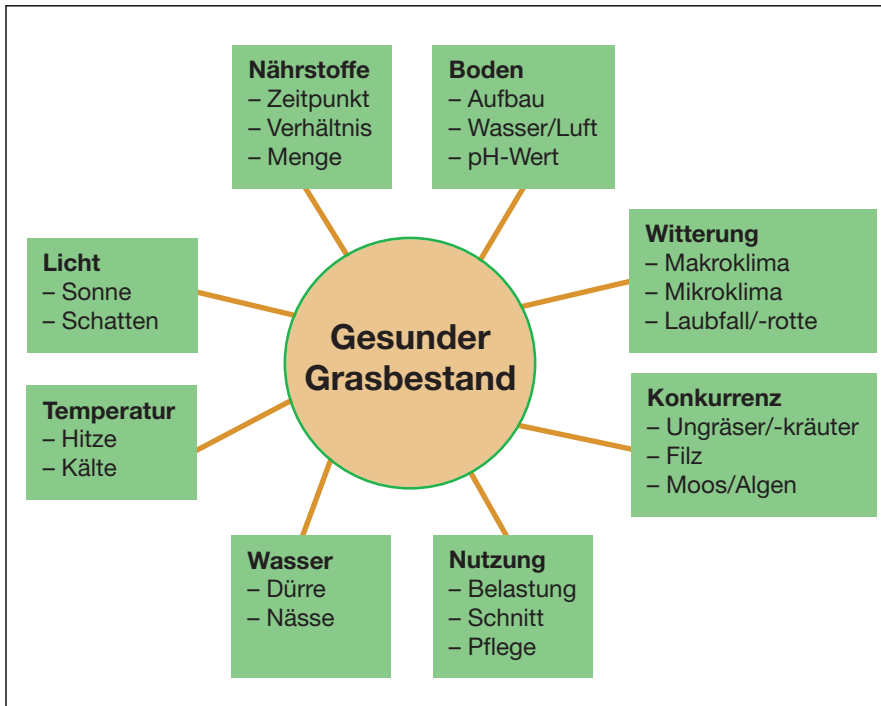 Nährstoffe
– Zeitpunkt
– Verhältnis
– Menge
Boden
– Aufbau
– Wasser/Luft
– pH-Wert
Licht
– Sonne
– Schatten
Witterung
– Makroklima
– Mikroklima
– Laubfall/-rotte
Gesunder
Grasbestand
Temperatur
– Hitze
– Kälte
Konkurrenz
– Ungräser/-kräuter
– Filz
– Moos/Algen
Wasser
– Dürre
– Nässe
Nutzung
– Belastung
– Schnitt
– Pflege